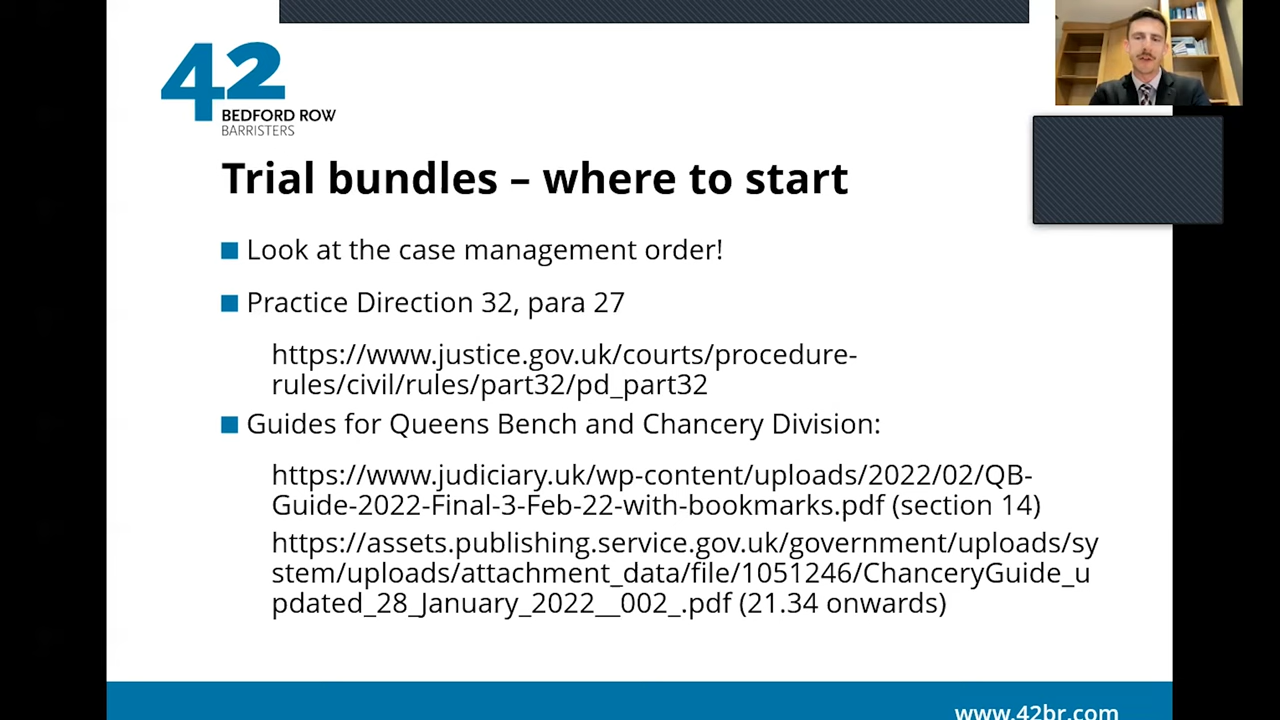 42
BEDFORD ROW
BARRISTERS
Trial bundles – where to start
Look at the case management order!
Practice Direction 32, para 27
https://www.justice.gov.uk/courts/procedure-
rules/civil/rules/part32/pd_part32
Guides for Queens Bench and Chancery Division:
https://www.judiciary.uk/wp-content/uploads/2022/02/QB-
Guide-2022-Final-3-Feb-22-with-bookmarks.pdf (section 14)
https://assets.publishing.service.gov.uk/government/uploads/sy
stem/uploads/attachment_data/file/1051246/ChanceryGuide_u
pdated_28_January_2022__002_.pdf (21.34 onwards)
www.42br.com